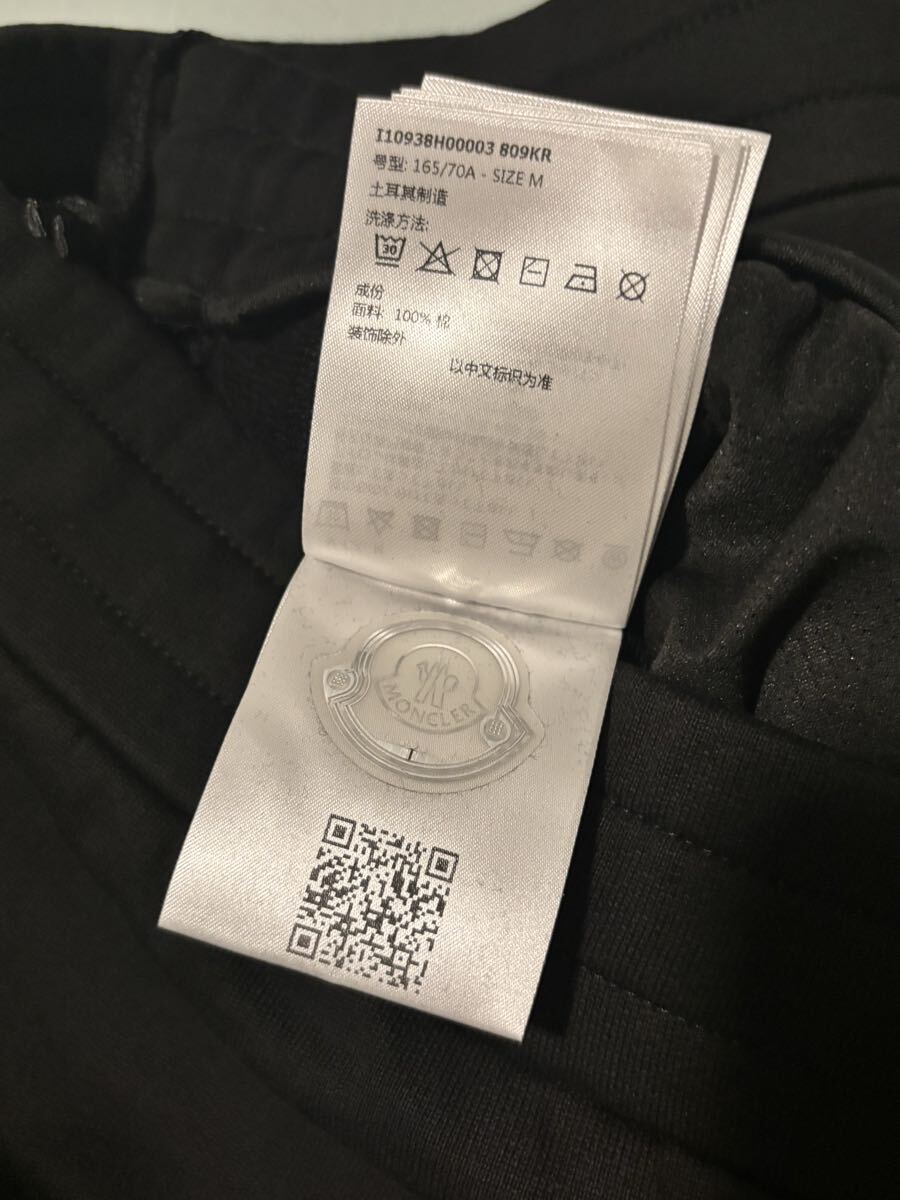 I10938H00003 809KR
号型: 165/70A - SIZE M
土耳其制造
洗涤方法:
30
成份
面料: 100% 棉
装饰除外
以中文标识为准
MONCLER